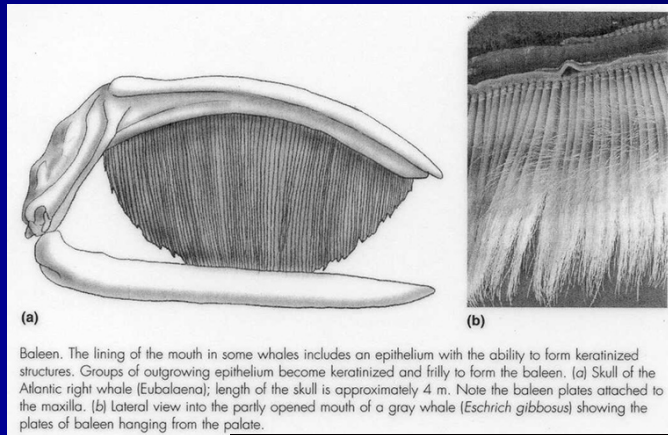 (a)
(b)
Baleen. The lining of the mouth in some whales includes an epithelium with the ability to form keratinized
structures. Groups of outgrowing epithelium become keratinized and frilly to form the baleen. (a) Skull of the
Atlantic right whale (Eubalaena); length of the skull is approximately 4 m. Note the baleen plates attached to
the maxilla. (b) Lateral view into the partly opened mouth of a gray whale (Eschrich gibbosus) showing the
plates of baleen hanging from the palate.